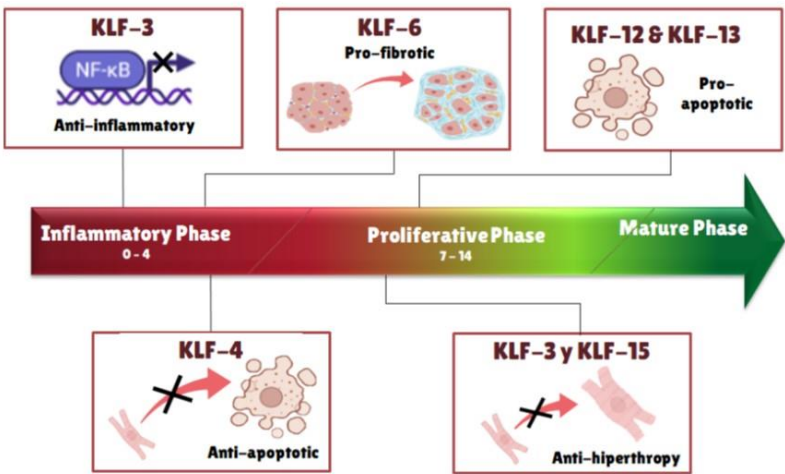 KLF-3
NF-κB
Anti-inflammatory
KLF-6
Pro-fibrotic
KLF-12 & KLF-13
Pro-
apoptotic
Inflammatory Phase
0 - 4
Proliferative Phase
7 - 14
Mature Phase
KLF-4
Anti-apoptotic
KLF-3 y KLF-15
Anti-hiperthropy